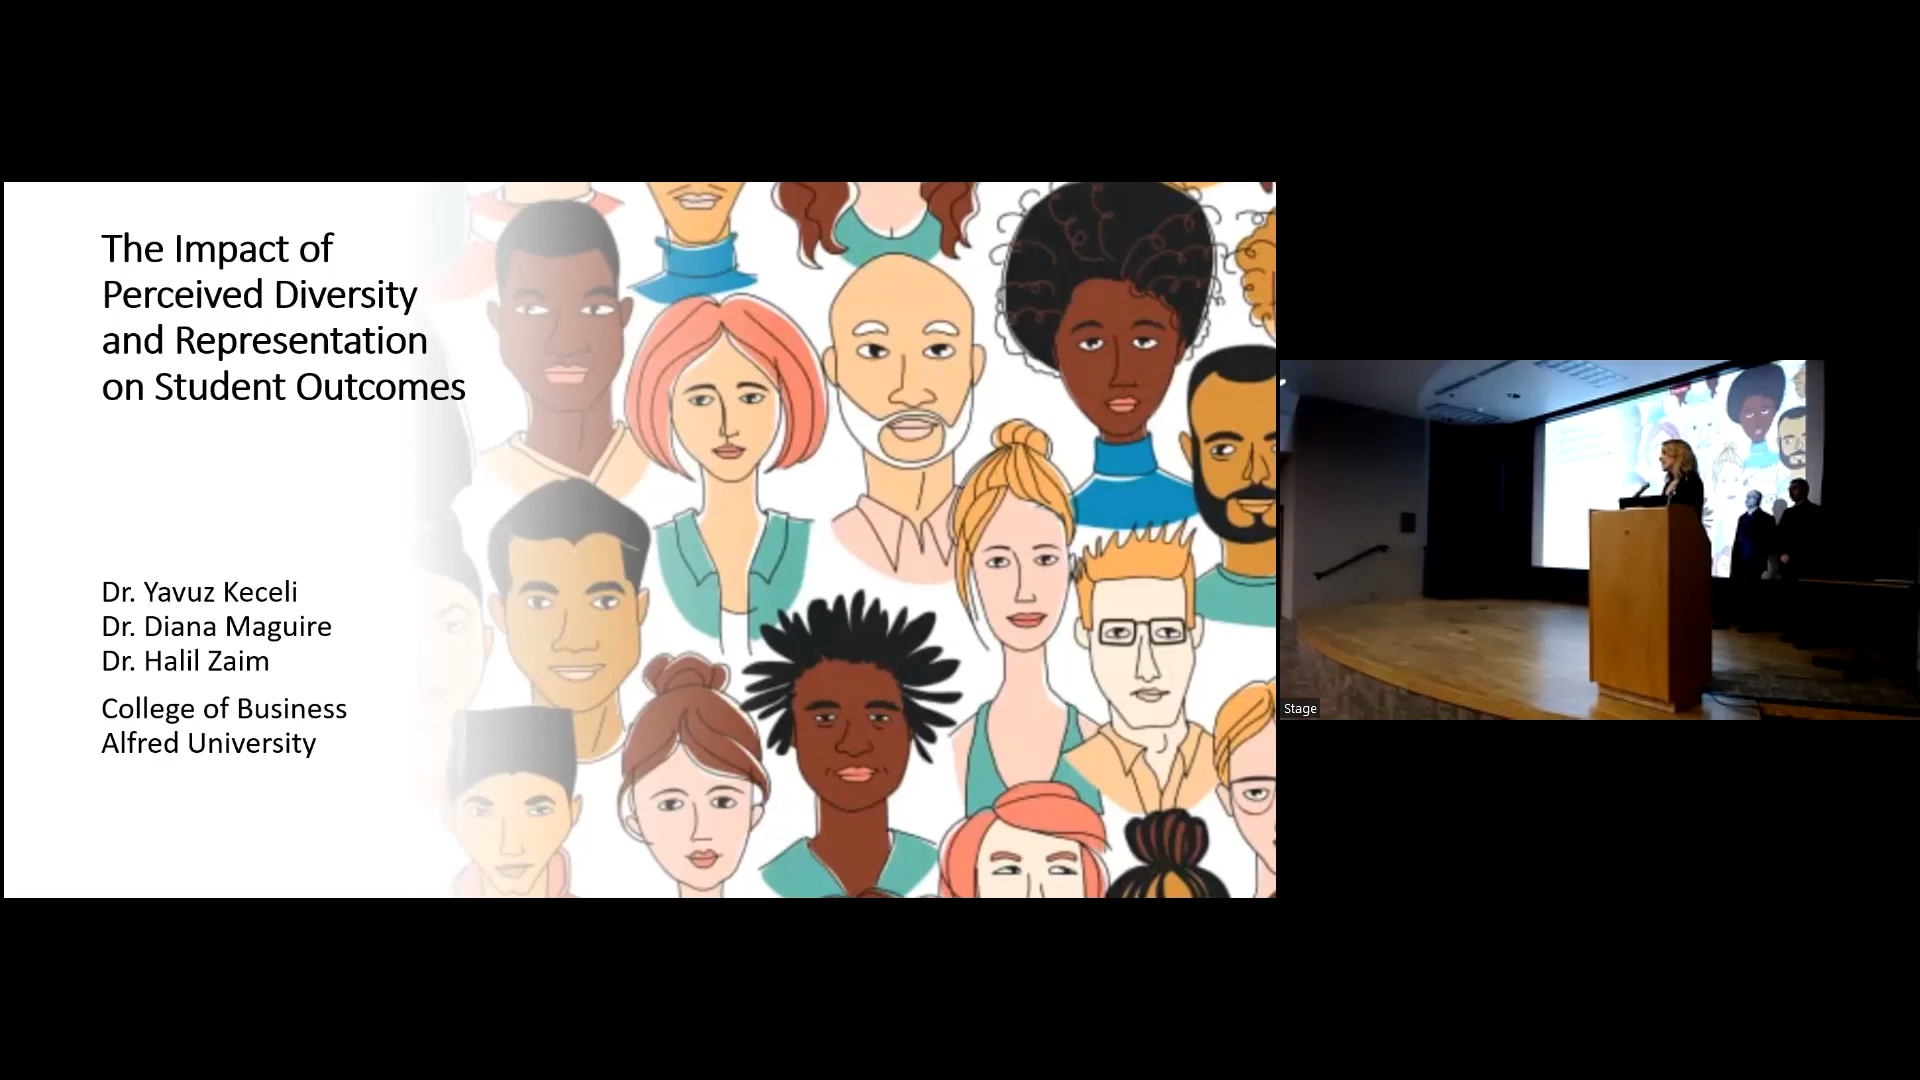 The Impact of
Perceived Diversity
and Representation
on Student Outcomes
Dr. Yavuz Keceli
Dr. Diana Maguire
Dr. Halil Zaim
College of Business
Alfred University
Stage